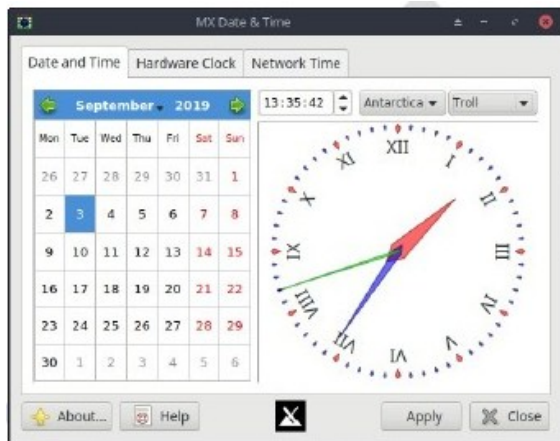 MX Date & Time
Date and Time Hardware Clock Network Time
September 2019 13:35:42 Antarctica Troll
Mon Tue Wed Thu Fri Sat Sun
26 27 28 29 30 31 1
2 3 4 5 6 7 8
9 10 11 12 13 14 15
16 17 18 19 20 21 22
23 24 25 26 27 28 29
30 1 2 3 4 5 6
XII
I
II
III
IV
V
VI
VII
VIII
IX
X
XI
About... Help Apply Close